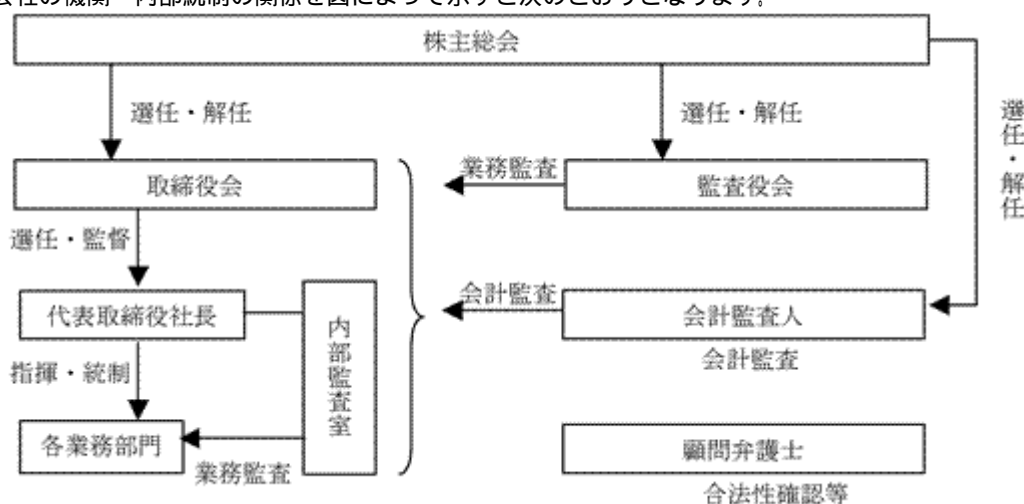 会社の機関・内部統制の関係を図によって示すと次のとおりとなります。
株主総会
選任・解任
選任・解任
選任・解任
取締役会
業務監査
監査役会
選任・監督
代表取締役社長
内部監査室
会計監査
会計監査人
会計監査
指揮・統制
各業務部門
業務監査
顧問弁護士
合法性確認等